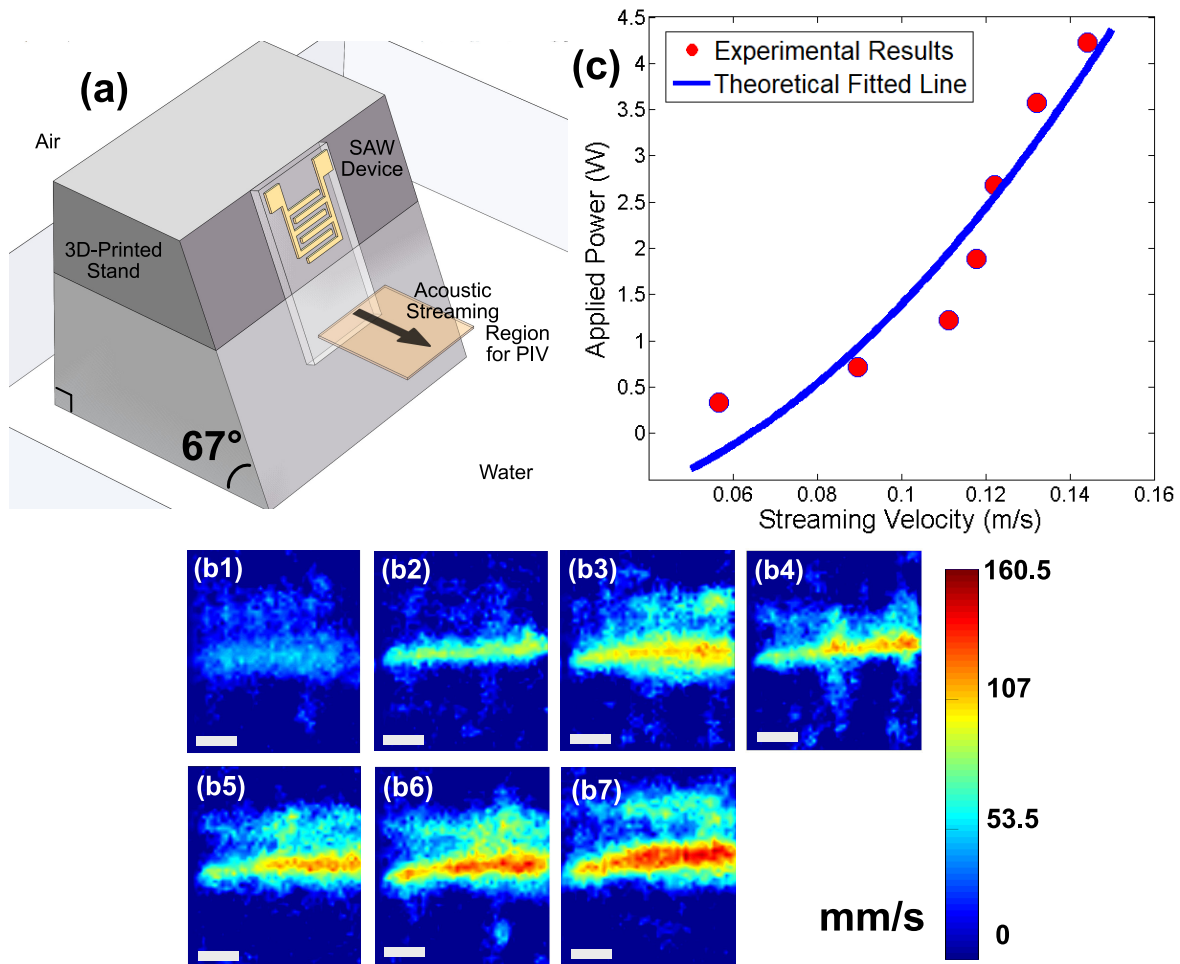 (a)
Air
SAW
Device
3D-Printed
Stand
Acoustic
Streaming
Region
for PIV
67°
Water
(c)
Experimental Results
Theoretical Fitted Line
Applied Power (W)
4.5
4
3.5
3
2.5
2
1.5
1
0.5
0
0.06
0.08
0.1
0.12
0.14
0.16
Streaming Velocity (m/s)
(b1)
(b2)
(b3)
(b4)
(b5)
(b6)
(b7)
160.5
107
53.5
0
mm/s